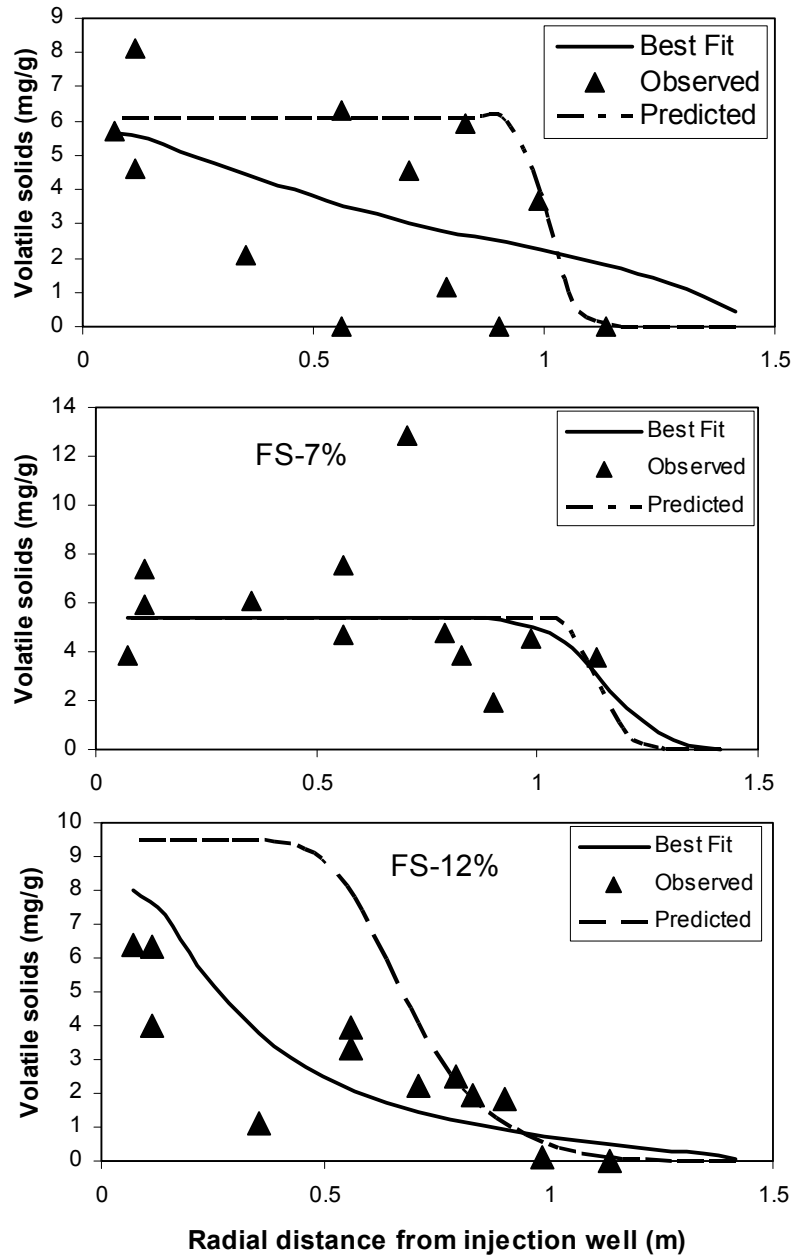 9
8
7
6
5
4
3
2
1
0
Volatile solids (mg/g)
Best Fit
Observed
Predicted
0 0.5 1 1.5
14
12
10
8
6
4
2
0
Volatile solids (mg/g)
FS-7%
Best Fit
Observed
Predicted
0 0.5 1 1.5
10
9
8
7
6
5
4
3
2
1
0
Volatile solids (mg/g)
FS-12%
Best Fit
Observed
Predicted
0 0.5 1 1.5
Radial distance from injection well (m)